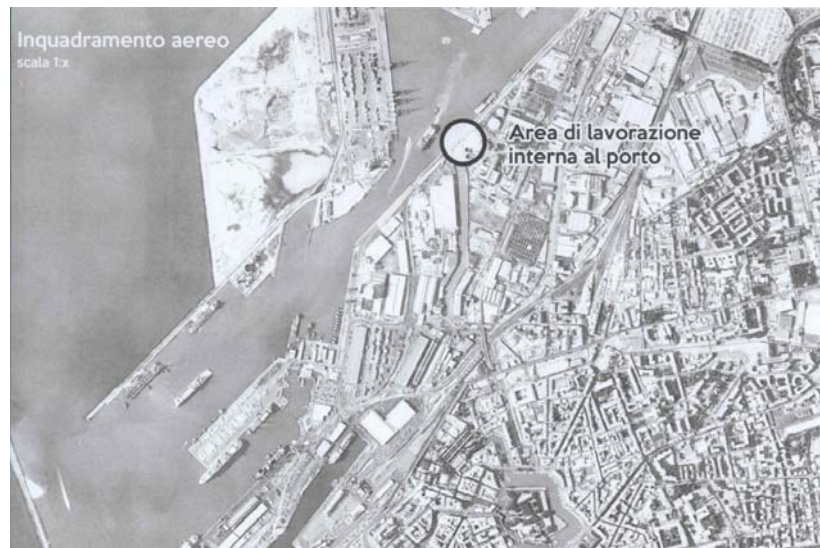 Inquadramento aereo
scala 1:x
Area di lavorazione
interna al porto